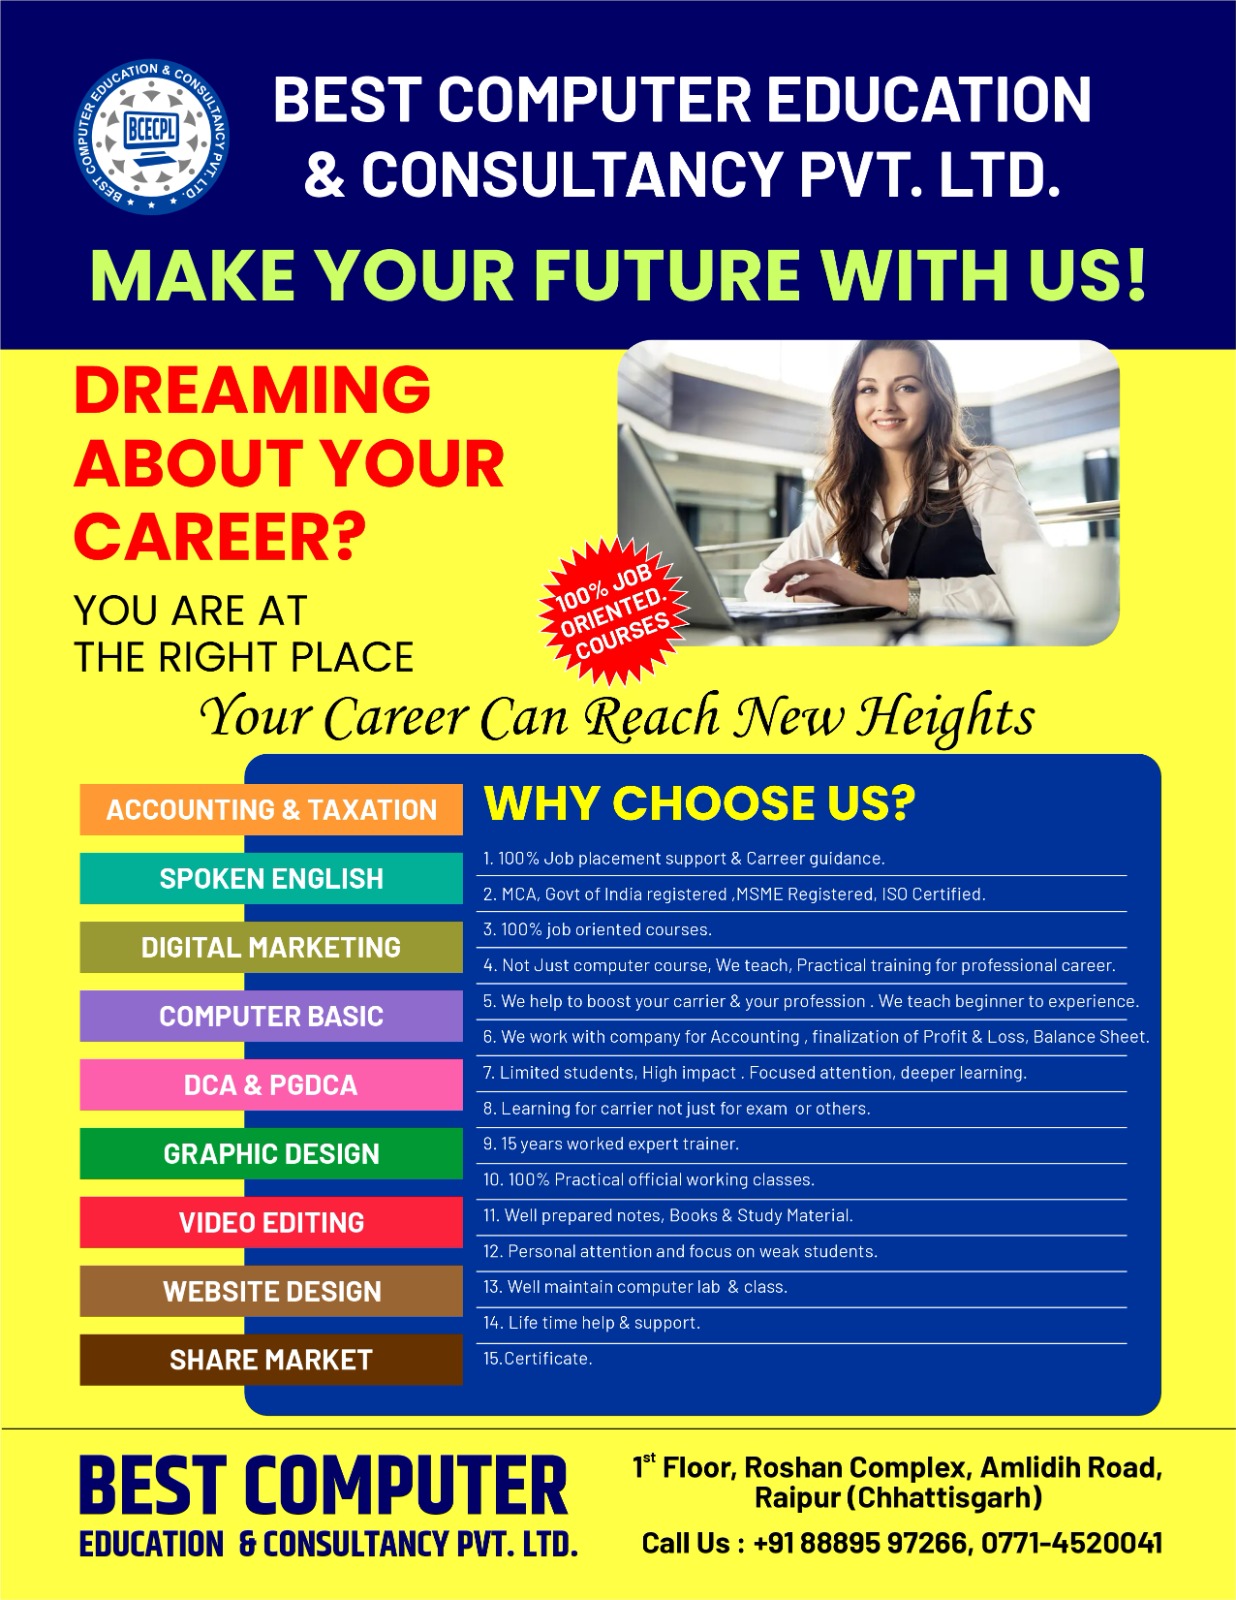 BEST COMPUTER EDUCATION & CONSULTANCY PVT. LTD.
BCECPL
BEST COMPUTER EDUCATION
& CONSULTANCY PVT. LTD.
MAKE YOUR FUTURE WITH US!
DREAMING
ABOUT YOUR
CAREER?
YOU ARE AT
THE RIGHT PLACE
100% JOB
ORIENTED.
COURSES
Your Career Can Reach New Heights
ACCOUNTING & TAXATION
SPOKEN ENGLISH
DIGITAL MARKETING
COMPUTER BASIC
DCA & PGDCA
GRAPHIC DESIGN
VIDEO EDITING
WEBSITE DESIGN
SHARE MARKET
WHY CHOOSE US?
1. 100% Job placement support & Carreer guidance.
2. MCA, Govt of India registered ,MSME Registered, ISO Certified.
3. 100% job oriented courses.
4. Not Just computer course, We teach, Practical training for professional career.
5. We help to boost your carrier & your profession . We teach beginner to experience.
6. We work with company for Accounting , finalization of Profit & Loss, Balance Sheet.
7. Limited students, High impact . Focused attention, deeper learning.
8. Learning for carrier not just for exam or others.
9. 15 years worked expert trainer.
10. 100% Practical official working classes.
11. Well prepared notes, Books & Study Material.
12. Personal attention and focus on weak students.
13. Well maintain computer lab & class.
14. Life time help & support.
15.Certificate.
BEST COMPUTER
EDUCATION & CONSULTANCY PVT. LTD.
1st Floor, Roshan Complex, Amlidih Road,
Raipur (Chhattisgarh)
Call Us : +91 88895 97266, 0771-4520041